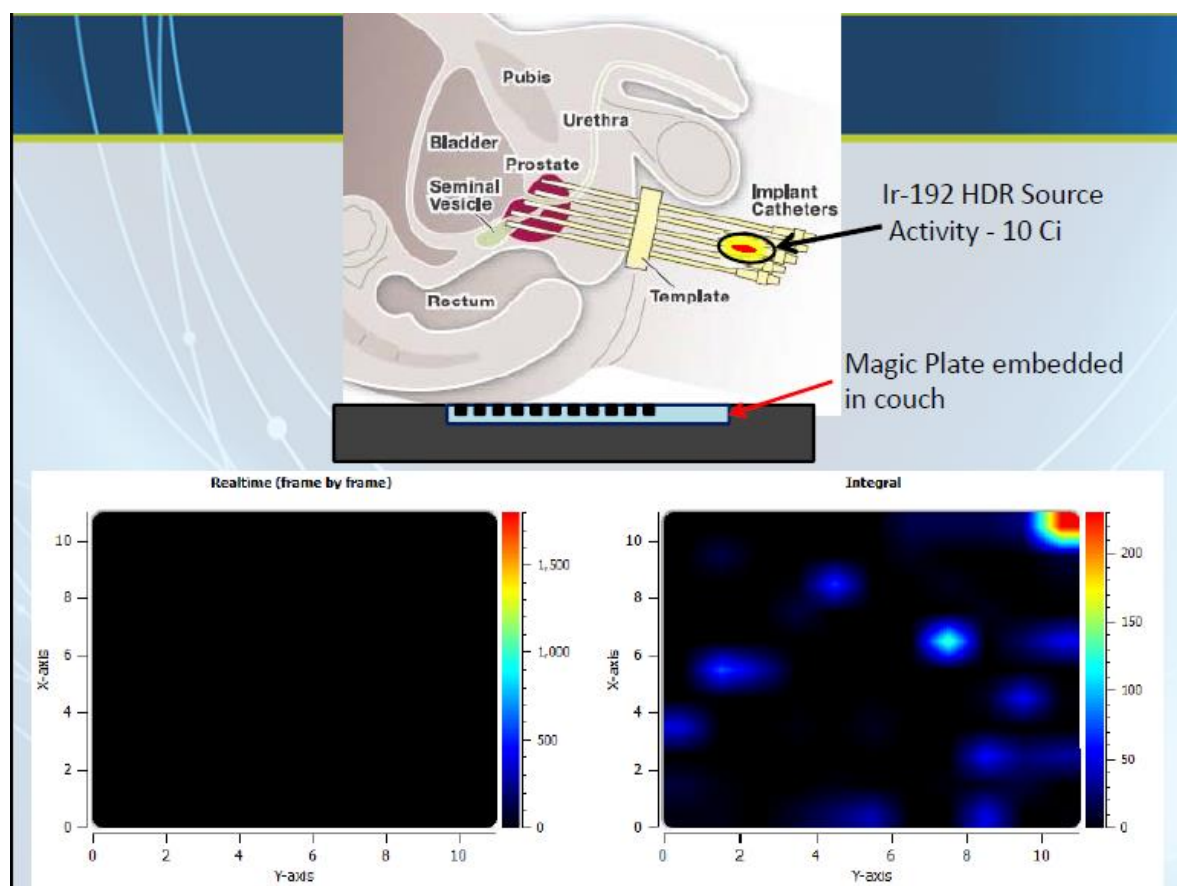 Pubis
Urethra
Bladder
Prostate
Seminal
Vesicle
Implant
Catheters
Ir-192 HDR Source
Activity - 10 Ci
Rectum
Template
Magic Plate embedded
in couch
Realtime (frame by frame)
10
8
6
4
2
0
X-axis
0 2 4 6 8 10
Y-axis
1,500
1,000
500
0
Integral
10
8
6
4
2
0
X-axis
0 2 4 6 8 10
Y-axis
200
150
100
50
0